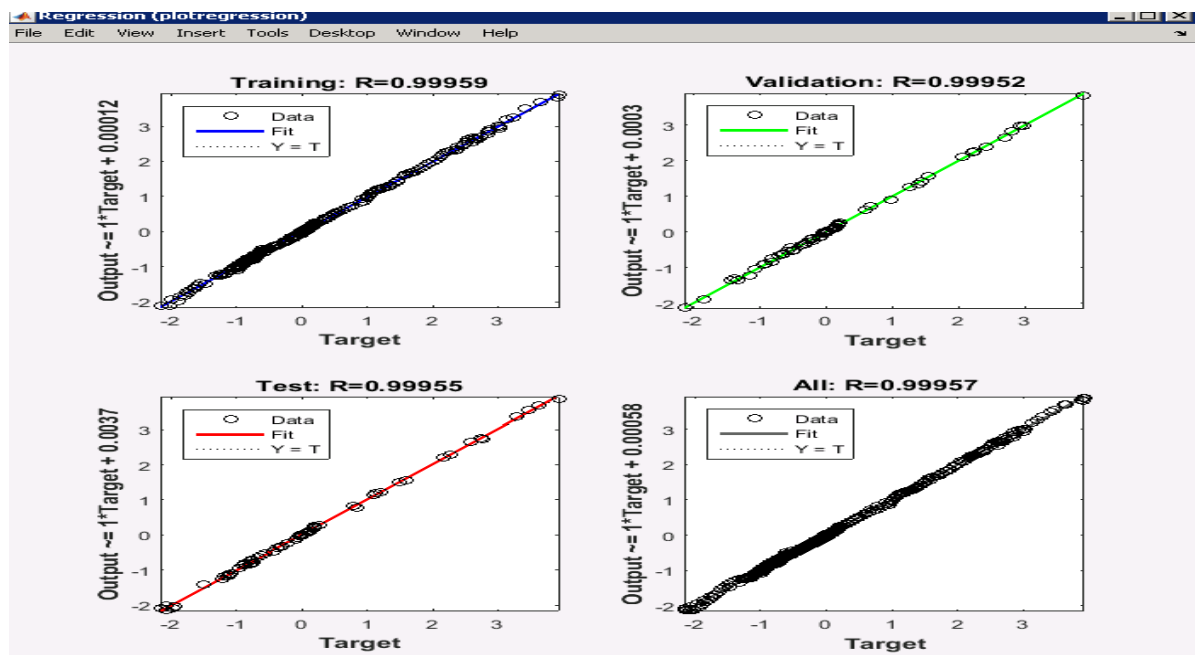 Regression (plotregression)
File Edit View Insert Tools Desktop Window Help
Training: R=0.99959
Output ~= 1*Target + 0.00012
Data
Fit
Y = T
3
2
1
0
-1
-2
-2 -1 0 1 2 3
Target
Validation: R=0.99952
Output ~= 1*Target + 0.0003
Data
Fit
Y = T
3
2
1
0
-1
-2
-2 -1 0 1 2 3
Target
Test: R=0.99955
Output ~= 1*Target + 0.0037
Data
Fit
Y = T
3
2
1
0
-1
-2
-2 -1 0 1 2 3
Target
All: R=0.99957
Output ~= 1*Target + 0.00058
Data
Fit
Y = T
3
2
1
0
-1
-2
-2 -1 0 1 2 3
Target